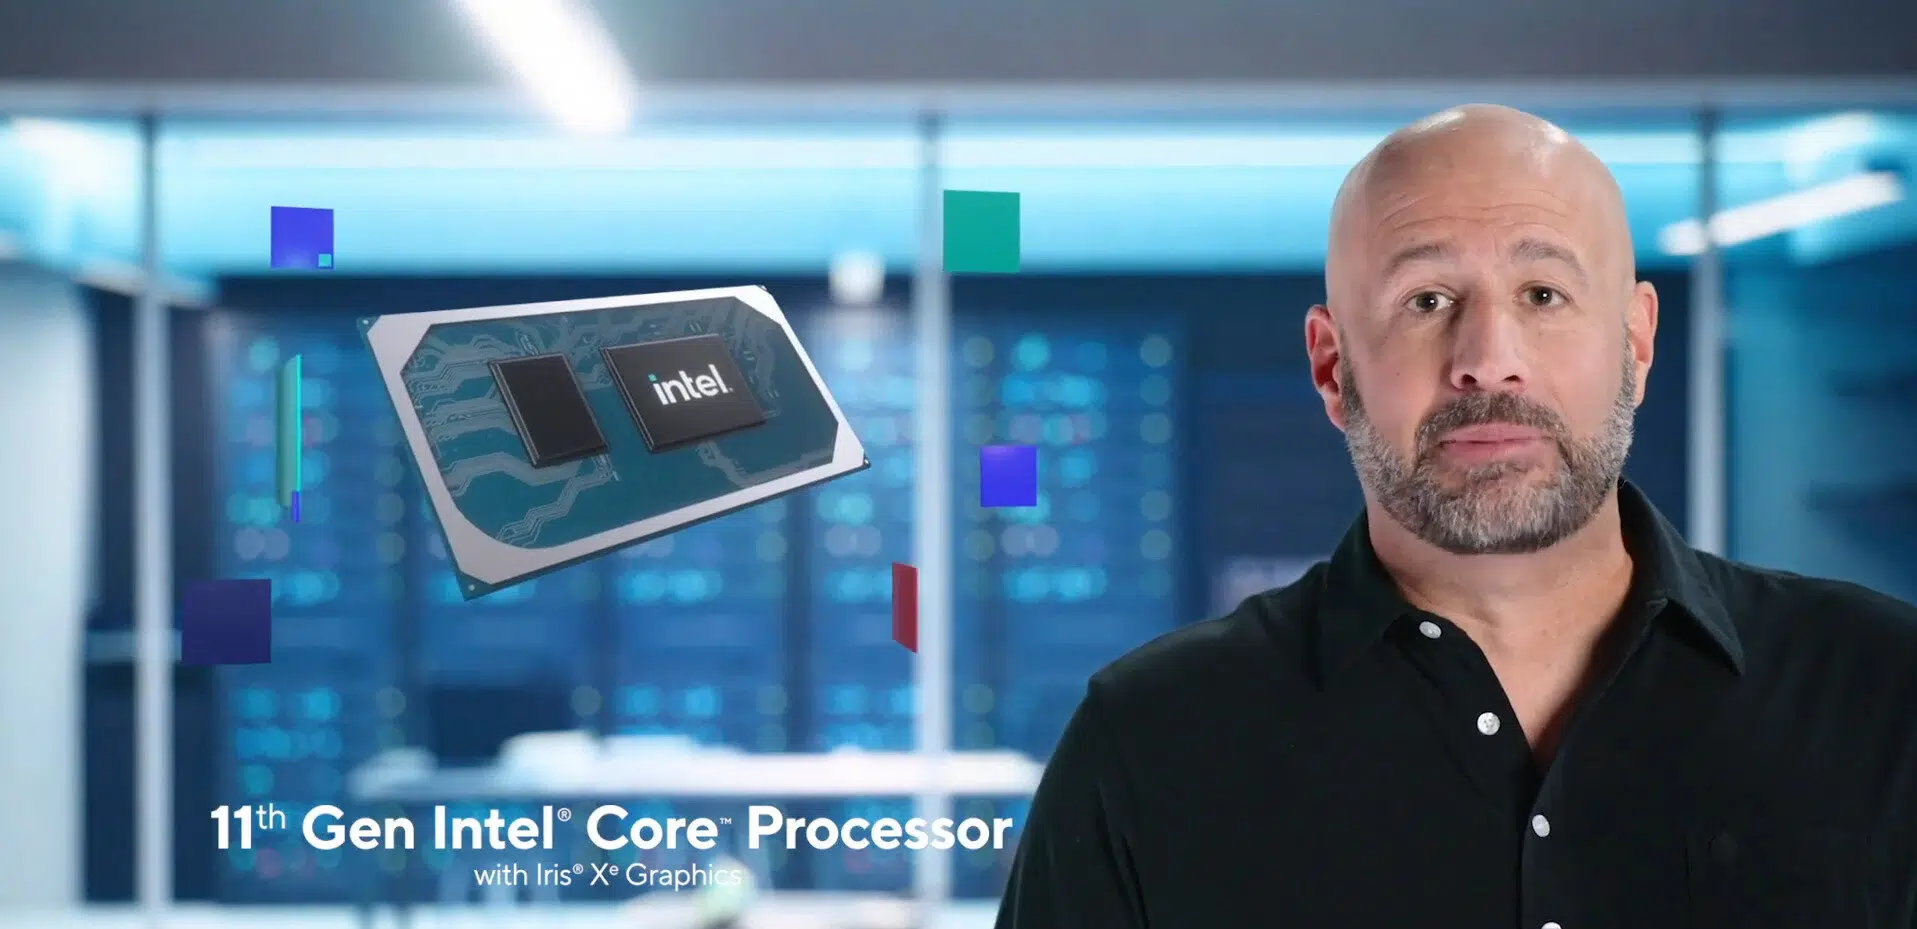 intel.
11th Gen Intel® Core™ Processor
with Iris® Xe Graphics